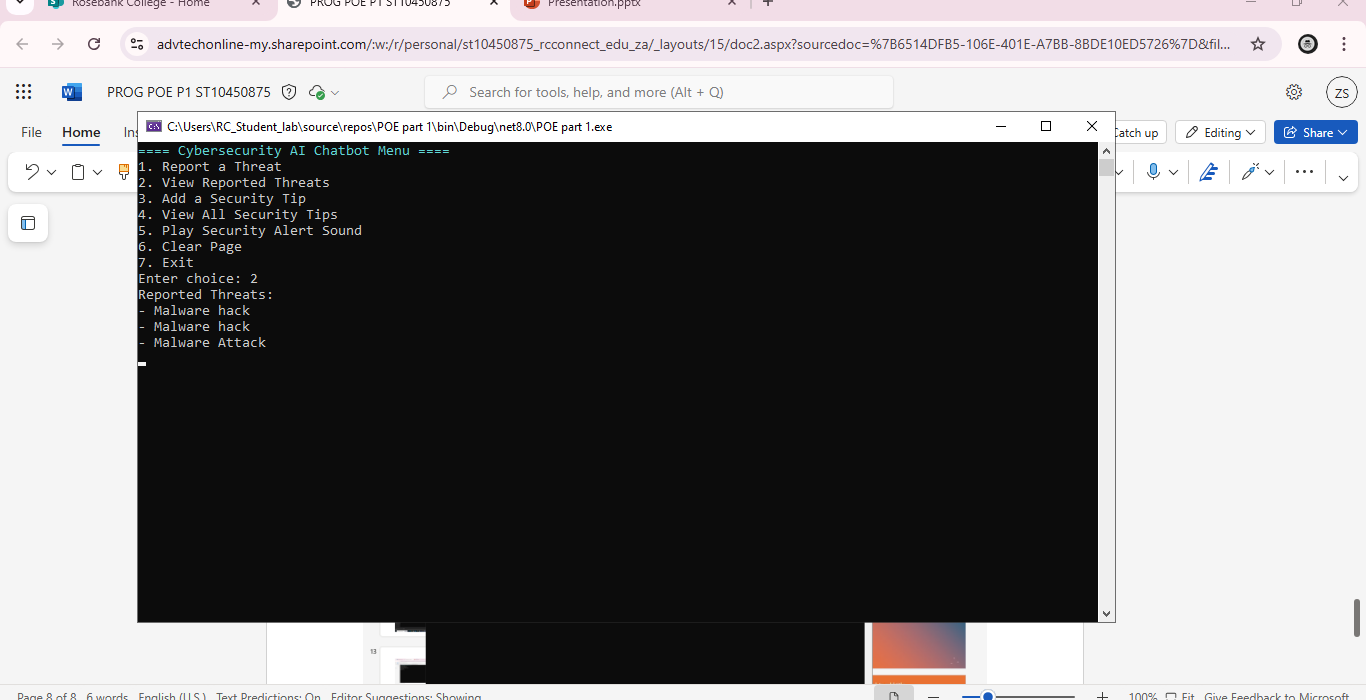 Rosebank College - Home
PROG POE P1 ST10450875
Presentation.pptx
advtechonline-my.sharepoint.com/:w:/r/personal/st10450875_rcconnect_edu_za/_layouts/15/doc2.aspx?sourcedoc=%7B6514DFB5-106E-401E-A7BB-8BDE10ED5726%7D&fil...
PROG POE P1 ST10450875
Search for tools, help, and more (Alt + Q)
ZS
File
Home
Ins
Catch up
Editing
Share
C:\Users\RC_Student_lab\source\repos\POE part 1\bin\Debug\net8.0\POE part 1.exe
==== Cybersecurity AI Chatbot Menu ====
1. Report a Threat
2. View Reported Threats
3. Add a Security Tip
4. View All Security Tips
5. Play Security Alert Sound
6. Clear Page
7. Exit
Enter choice: 2
Reported Threats:
- Malware hack
- Malware hack
- Malware Attack
13
Page 8 of 8 6 words English (U.S.) Text Predictions: On Editor Suggestions: Showing
100% Fit Give Feedback to Microsoft